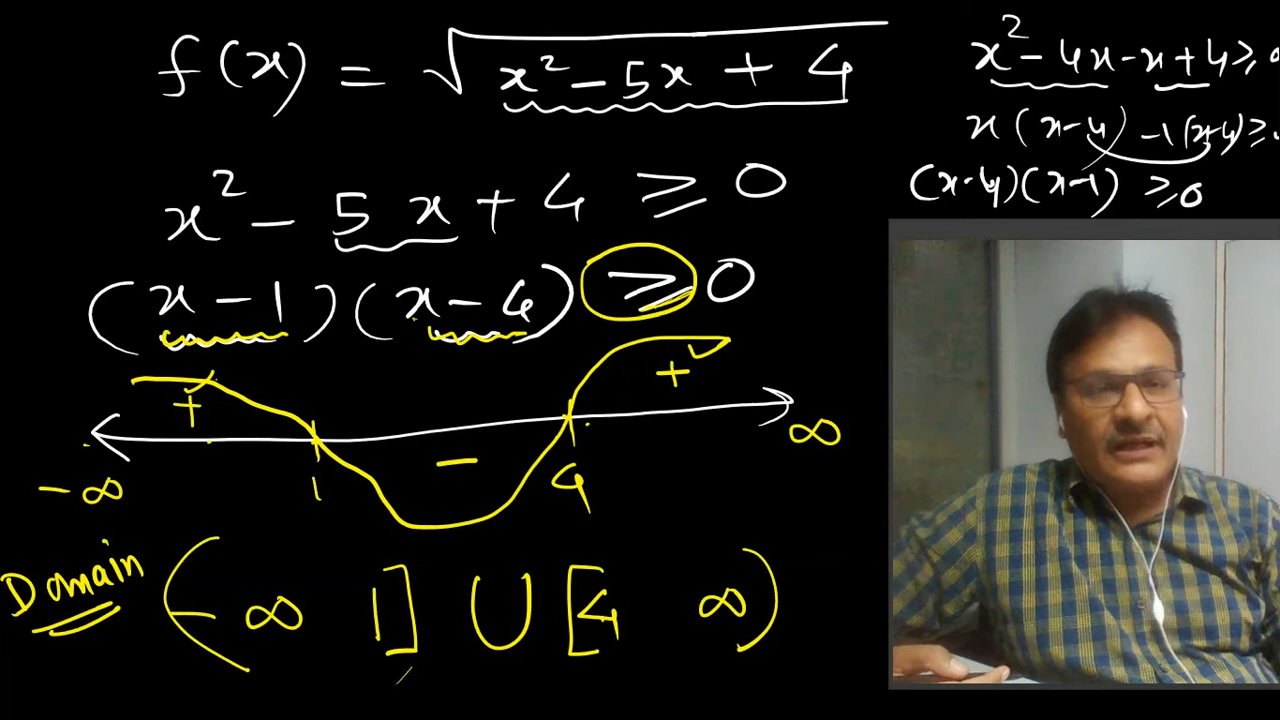 f(x) = √(x² - 5x + 4)
x² - 4x - x + 4 ≥ 0
x(x-4) -1(x-4) ≥ 0
(x-4)(x-1) ≥ 0
x² - 5x + 4 ≥ 0
(x - 1)(x - 4) ≥ 0
+ - +
-∞ 1 4 ∞
Domain (-∞ 1] ∪ [4 ∞)